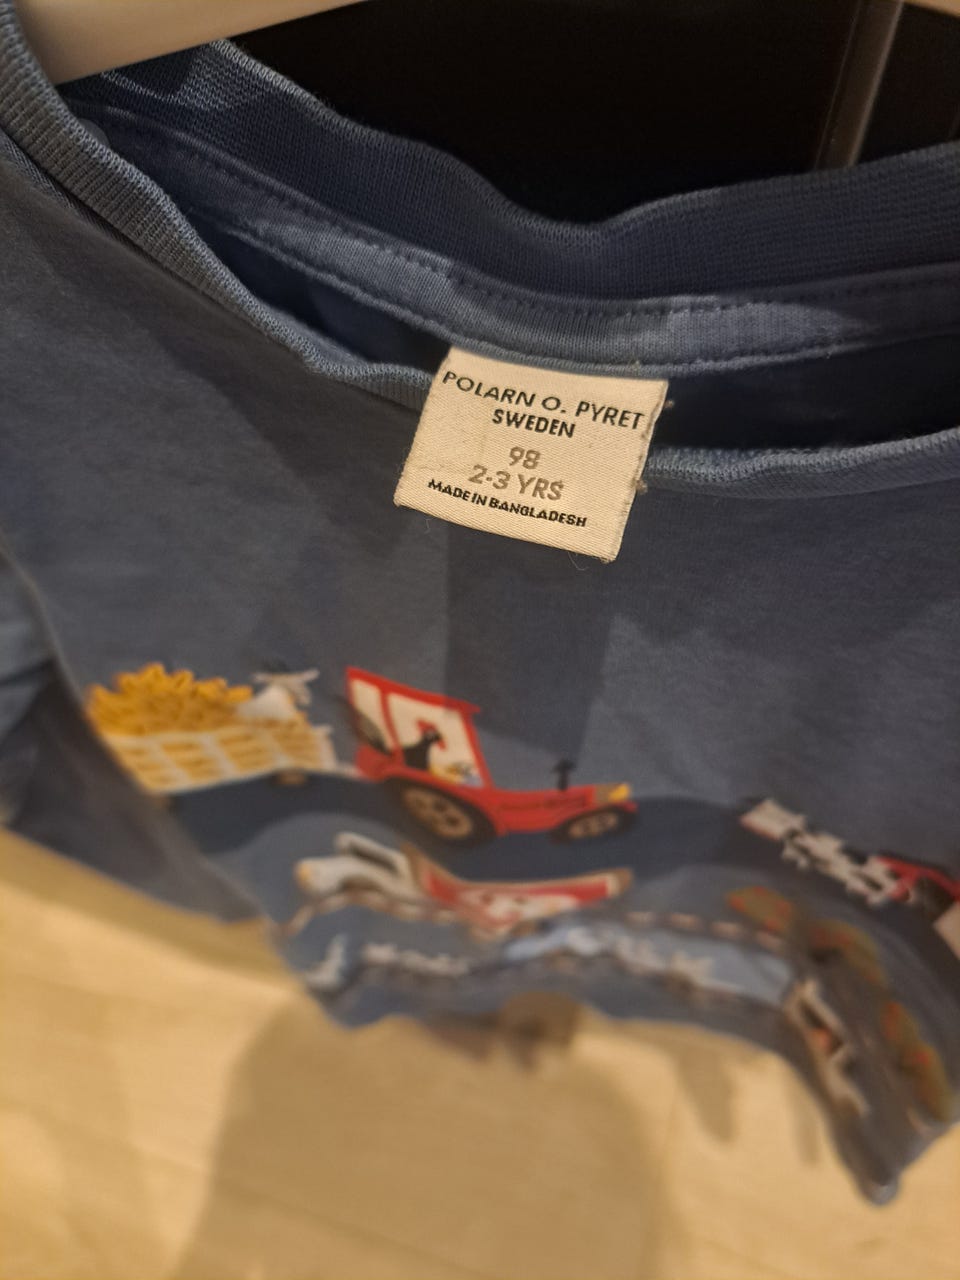 POLARN O. PYRET
SWEDEN
98
2-3 YRS
MADE IN BANGLADESH